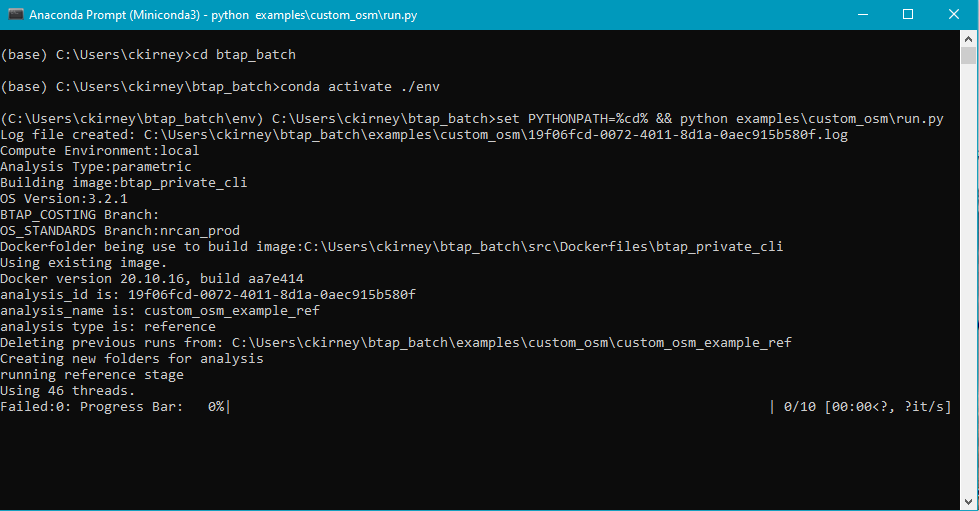 Anaconda Prompt (Miniconda3) - python  examples\custom_osm\run.py
(base) C:\Users\ckirney>cd btap_batch
(base) C:\Users\ckirney\btap_batch>conda activate ./env
(C:\Users\ckirney\btap_batch\env) C:\Users\ckirney\btap_batch>set PYTHONPATH=%cd% && python examples\custom_osm\run.py
Log file created: C:\Users\ckirney\btap_batch\examples\custom_osm\19f06fcd-0072-4011-8d1a-0aec915b580f.log
Compute Environment:local
Analysis Type:parametric
Building image:btap_private_cli
OS Version:3.2.1
BTAP_COSTING Branch:
OS_STANDARDS Branch:nrcan_prod
Dockerfolder being use to build image:C:\Users\ckirney\btap_batch\src\Dockerfiles\btap_private_cli
Using existing image.
Docker version 20.10.16, build aa7e414
analysis_id is: 19f06fcd-0072-4011-8d1a-0aec915b580f
analysis_name is: custom_osm_example_ref
analysis type is: reference
Deleting previous runs from: C:\Users\ckirney\btap_batch\examples\custom_osm\custom_osm_example_ref
Creating new folders for analysis
running reference stage
Using 46 threads.
Failed:0: Progress Bar:   0%|                                                                    | 0/10 [00:00<?, ?it/s]